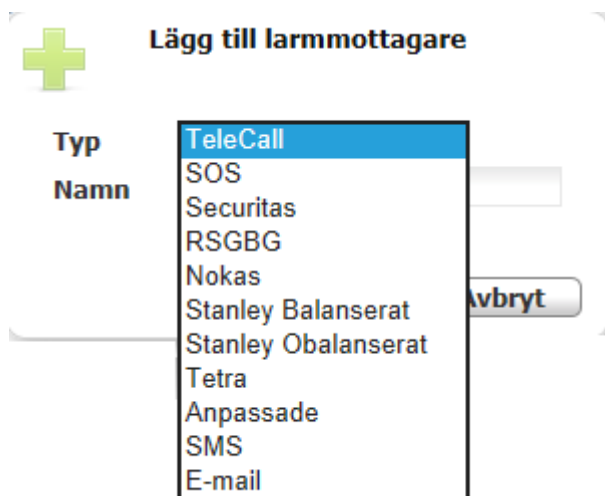 Lägg till larmmottagare
Typ
TeleCall
SOS
Namn
Securitas
RSGBG
Nokas
Avbryt
Stanley Balanserat
Stanley Obalanserat
Tetra
Anpassade
SMS
E-mail